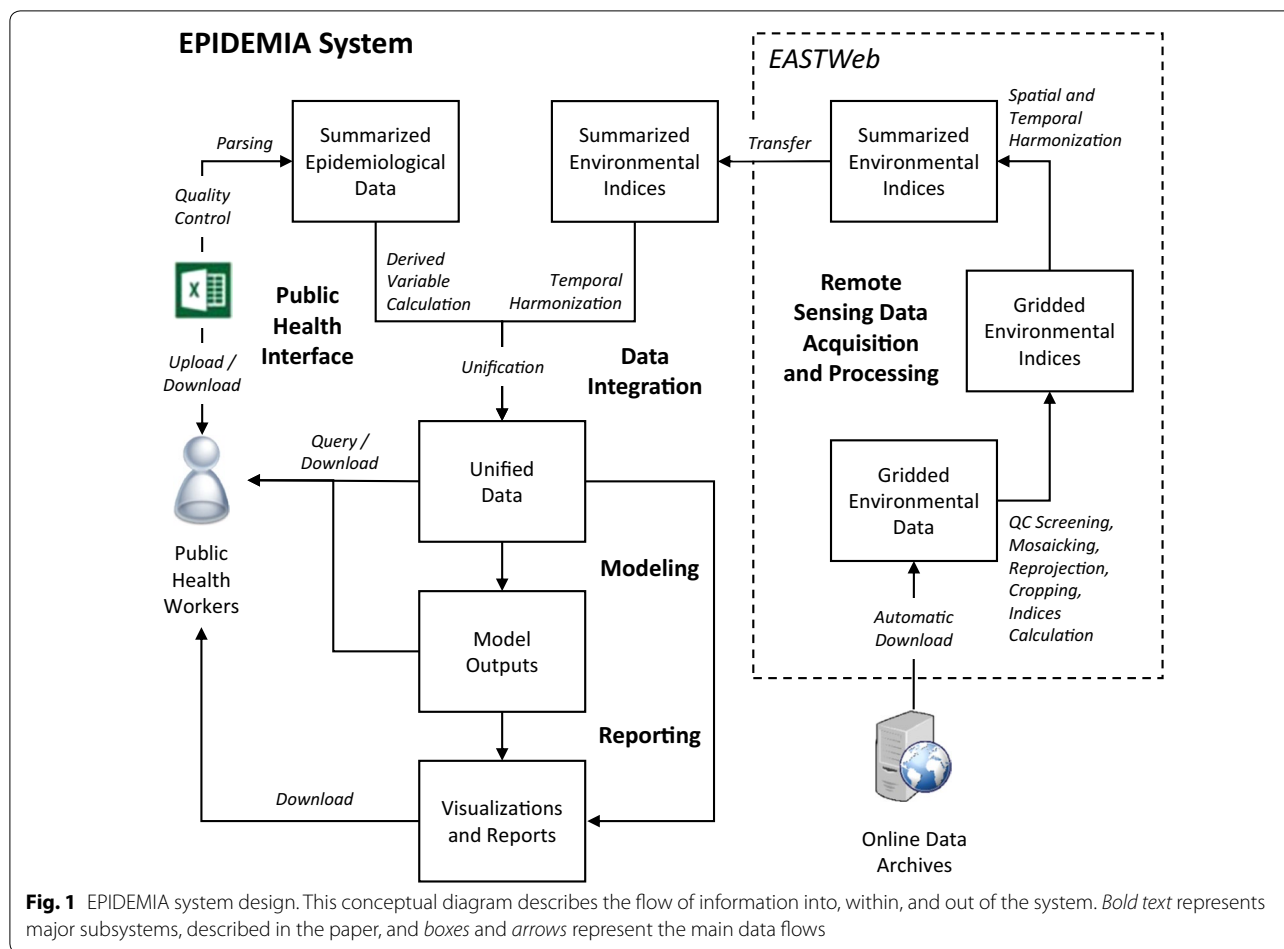 EPIDEMIA System
EASTWeb
Parsing
Summarized
Epidemiological
Data
Summarized
Environmental
Indices
Transfer
Summarized
Environmental
Indices
Spatial and
Temporal
Harmonization
Quality
Control
X
Upload /
Download
Public
Health
Interface
Derived
Variable
Calculation
Temporal
Harmonization
Unification
Data
Integration
Remote
Sensing Data
Acquisition
and Processing
Gridded
Environmental
Indices
Query /
Download
Unified
Data
Gridded
Environmental
Data
QC Screening,
Mosaicking,
Reprojection,
Cropping,
Indices
Calculation
Public
Health
Workers
Modeling
Model
Outputs
Automatic
Download
Reporting
Download
Visualizations
and Reports
Online Data
Archives
Fig. 1 EPIDEMIA system design. This conceptual diagram describes the flow of information into, within, and out of the system. Bold text represents
major subsystems, described in the paper, and boxes and arrows represent the main data flows